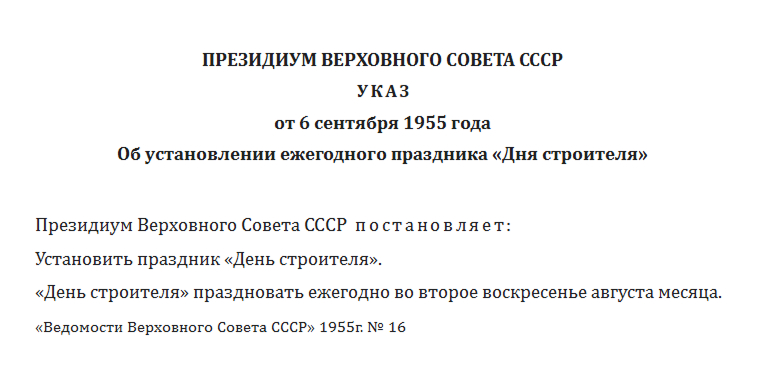 ПРЕЗИДИУМ ВЕРХОВНОГО СОВЕТА СССР
УКАЗ
от 6 сентября 1955 года
Об установлении ежегодного праздника «Дня строителя»
Президиум Верховного Совета СССР постановляет:
Установить праздник «День строителя».
«День строителя» праздновать ежегодно во второе воскресенье августа месяца.
«Ведомости Верховного Совета СССР» 1955г. № 16